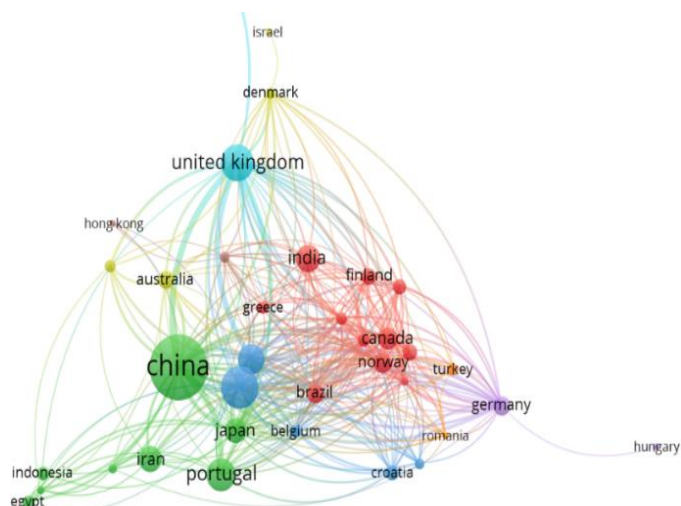 israel
denmark
united kingdom
hong kong
india
australia
finland
greece
canada
china
norway
turkey
brazil
germany
japan
belgium
romania
hungary
iran
indonesia
portugal
croatia
egypt